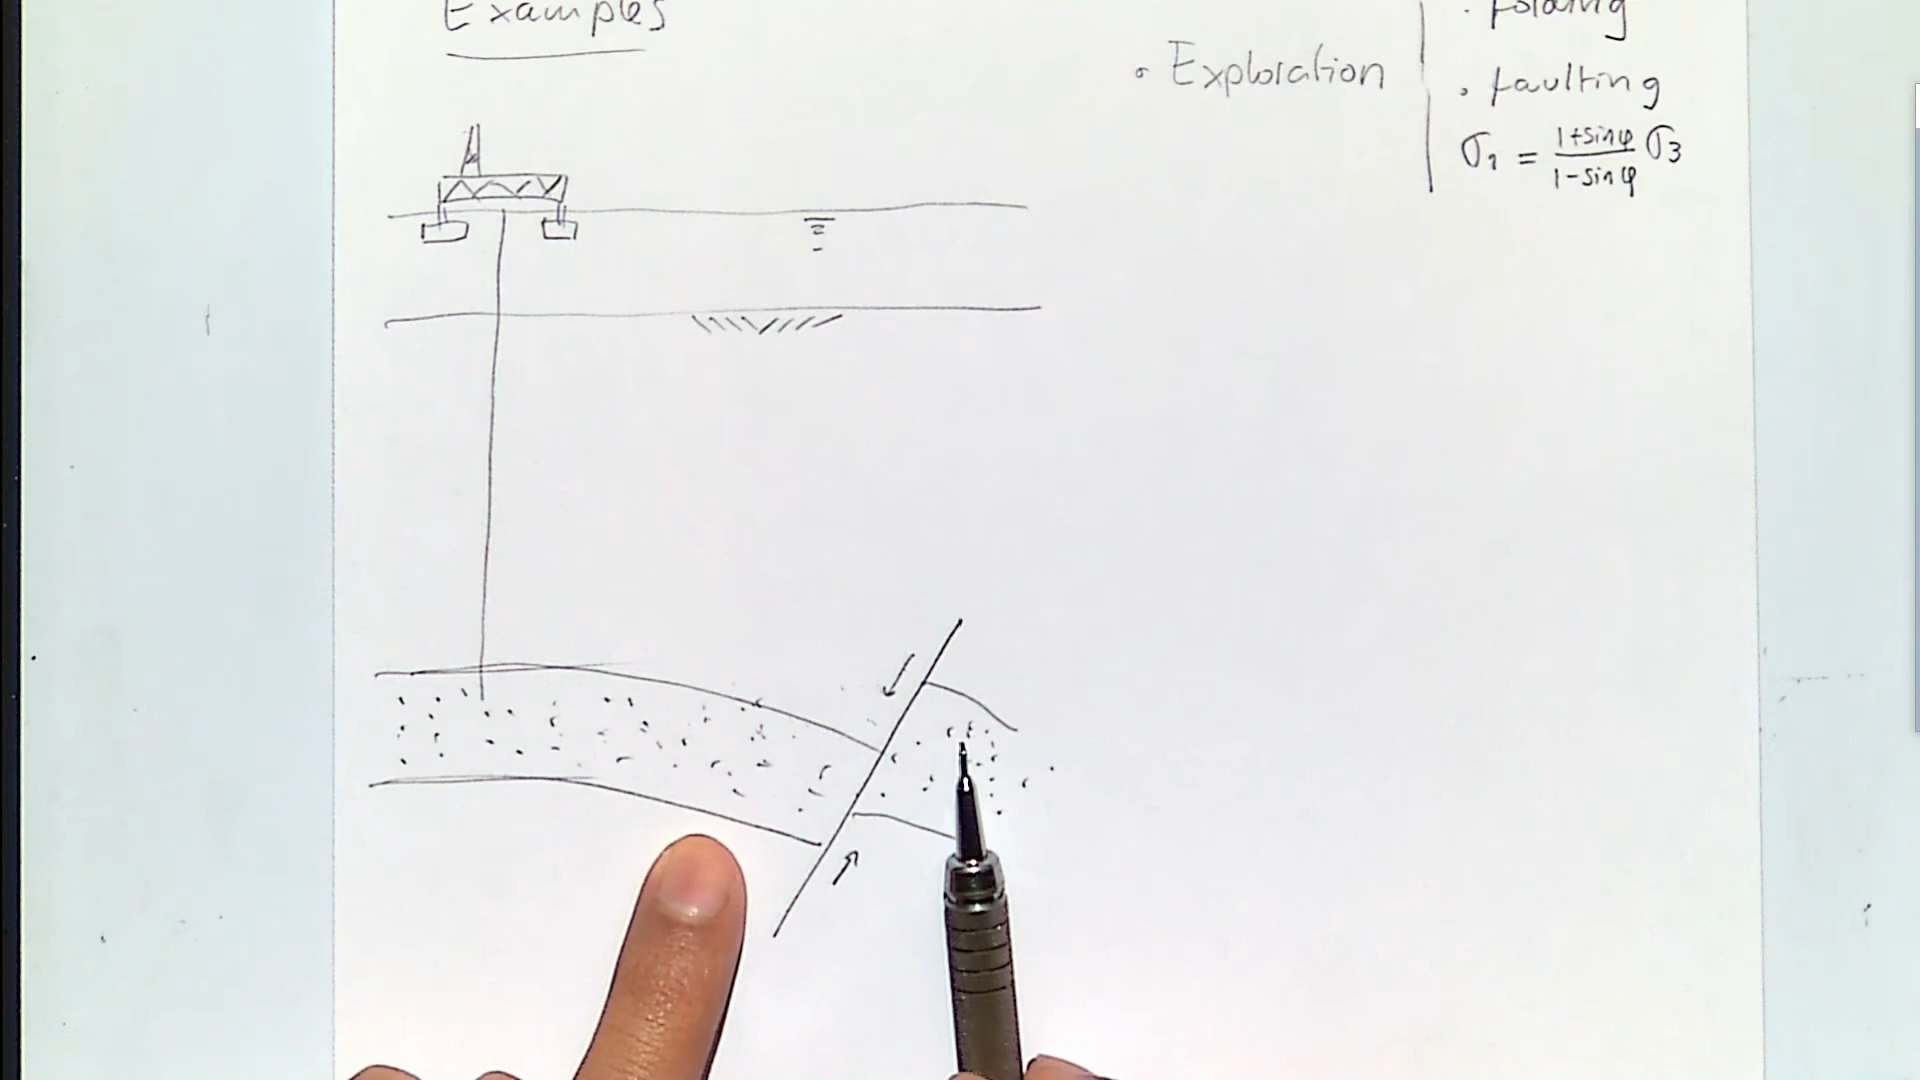 Examples
• folding
• Exploration
• faulting
σ1 = 1+sinφ / 1-sinφ σ3